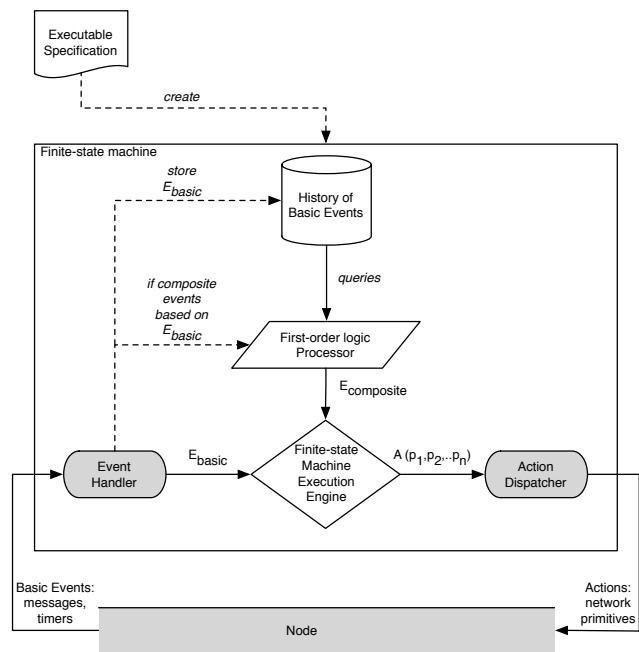 Executable
Specification
create
Finite-state machine
store
E_basic
History of
Basic Events
queries
if composite
events
based on
E_basic
First-order logic
Processor
E_composite
Event
Handler
E_basic
Finite-state
Machine
Execution
Engine
A (p_1,p_2,..p_n)
Action
Dispatcher
Basic Events:
messages,
timers
Actions:
network
primitives
Node